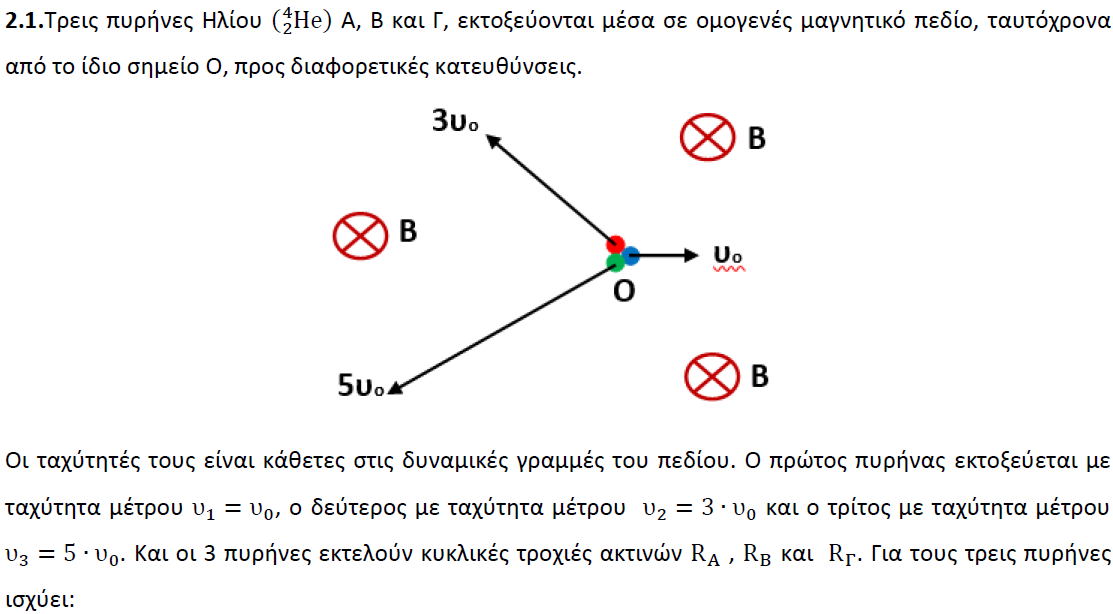 2.1.Τρεις πυρήνες Ηλίου (⁴₂He) Α, Β και Γ, εκτοξεύονται μέσα σε ομογενές μαγνητικό πεδίο, ταυτόχρονα
από το ίδιο σημείο Ο, προς διαφορετικές κατευθύνσεις.
3υₒ
Β
Β
υₒ
Ο
5υₒ
Β
Οι ταχύτητές τους είναι κάθετες στις δυναμικές γραμμές του πεδίου. Ο πρώτος πυρήνας εκτοξεύεται με
ταχύτητα μέτρου υ₁ = υ₀, ο δεύτερος με ταχύτητα μέτρου υ₂ = 3 · υ₀ και ο τρίτος με ταχύτητα μέτρου
υ₃ = 5 · υ₀. Και οι 3 πυρήνες εκτελούν κυκλικές τροχιές ακτινών R_A , R_B και R_Γ. Για τους τρεις πυρήνες
ισχύει: